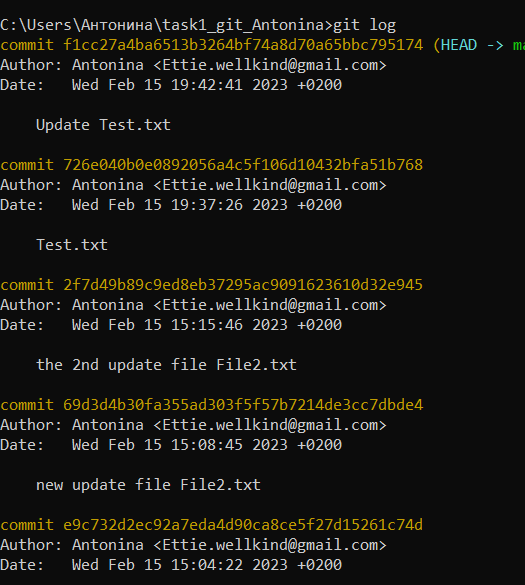 C:\Users\Антонина\task1_git_Antonina>git log
commit f1cc27a4ba6513b3264bf74a8d70a65bbc795174 (HEAD -> ma
Author: Antonina <Ettie.wellkind@gmail.com>
Date:   Wed Feb 15 19:42:41 2023 +0200
Update Test.txt
commit 726e040b0e0892056a4c5f106d10432bfa51b768
Author: Antonina <Ettie.wellkind@gmail.com>
Date:   Wed Feb 15 19:37:26 2023 +0200
Test.txt
commit 2f7d49b89c9ed8eb37295ac9091623610d32e945
Author: Antonina <Ettie.wellkind@gmail.com>
Date:   Wed Feb 15 15:15:46 2023 +0200
the 2nd update file File2.txt
commit 69d3d4b30fa355ad303f5f57b7214de3cc7dbde4
Author: Antonina <Ettie.wellkind@gmail.com>
Date:   Wed Feb 15 15:08:45 2023 +0200
new update file File2.txt
commit e9c732d2ec92a7eda4d90ca8ce5f27d15261c74d
Author: Antonina <Ettie.wellkind@gmail.com>
Date:   Wed Feb 15 15:04:22 2023 +0200